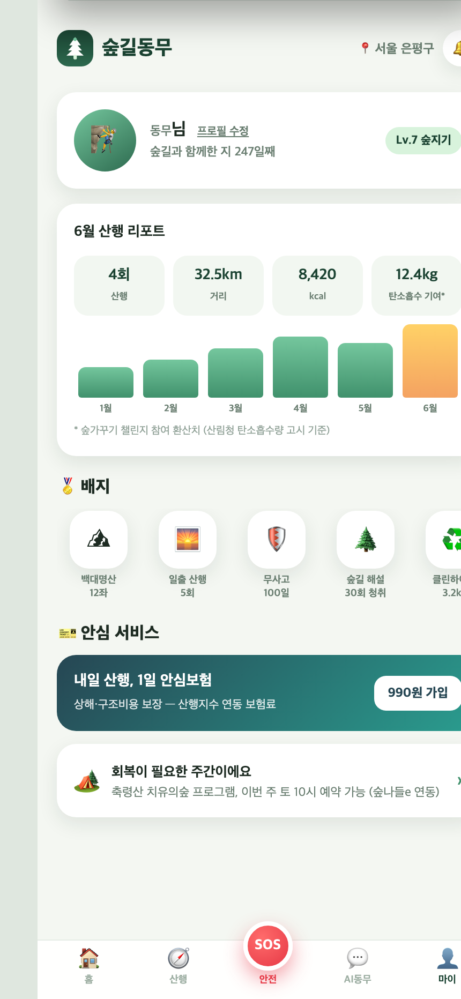 숲길동무
서울 은평구
동무님 프로필 수정
숲길과 함께한 지 247일째
Lv.7 숲지기
6월 산행 리포트
4회
산행
32.5km
거리
8,420
kcal
12.4kg
탄소흡수 기여*
1월 2월 3월 4월 5월 6월
* 숲가꾸기 챌린지 참여 환산치 (산림청 탄소흡수량 고시 기준)
배지
백대명산
12좌
일출 산행
5회
무사고
100일
숲길 해설
30회 청취
클린하
3.2k
안심 서비스
내일 산행, 1일 안심보험
상해·구조비용 보장 — 산행지수 연동 보험료
990원 가입
회복이 필요한 주간이에요
축령산 치유의숲 프로그램, 이번 주 토 10시 예약 가능 (숲나들e 연동)
SOS
홈 산행 안전 AI동무 마이